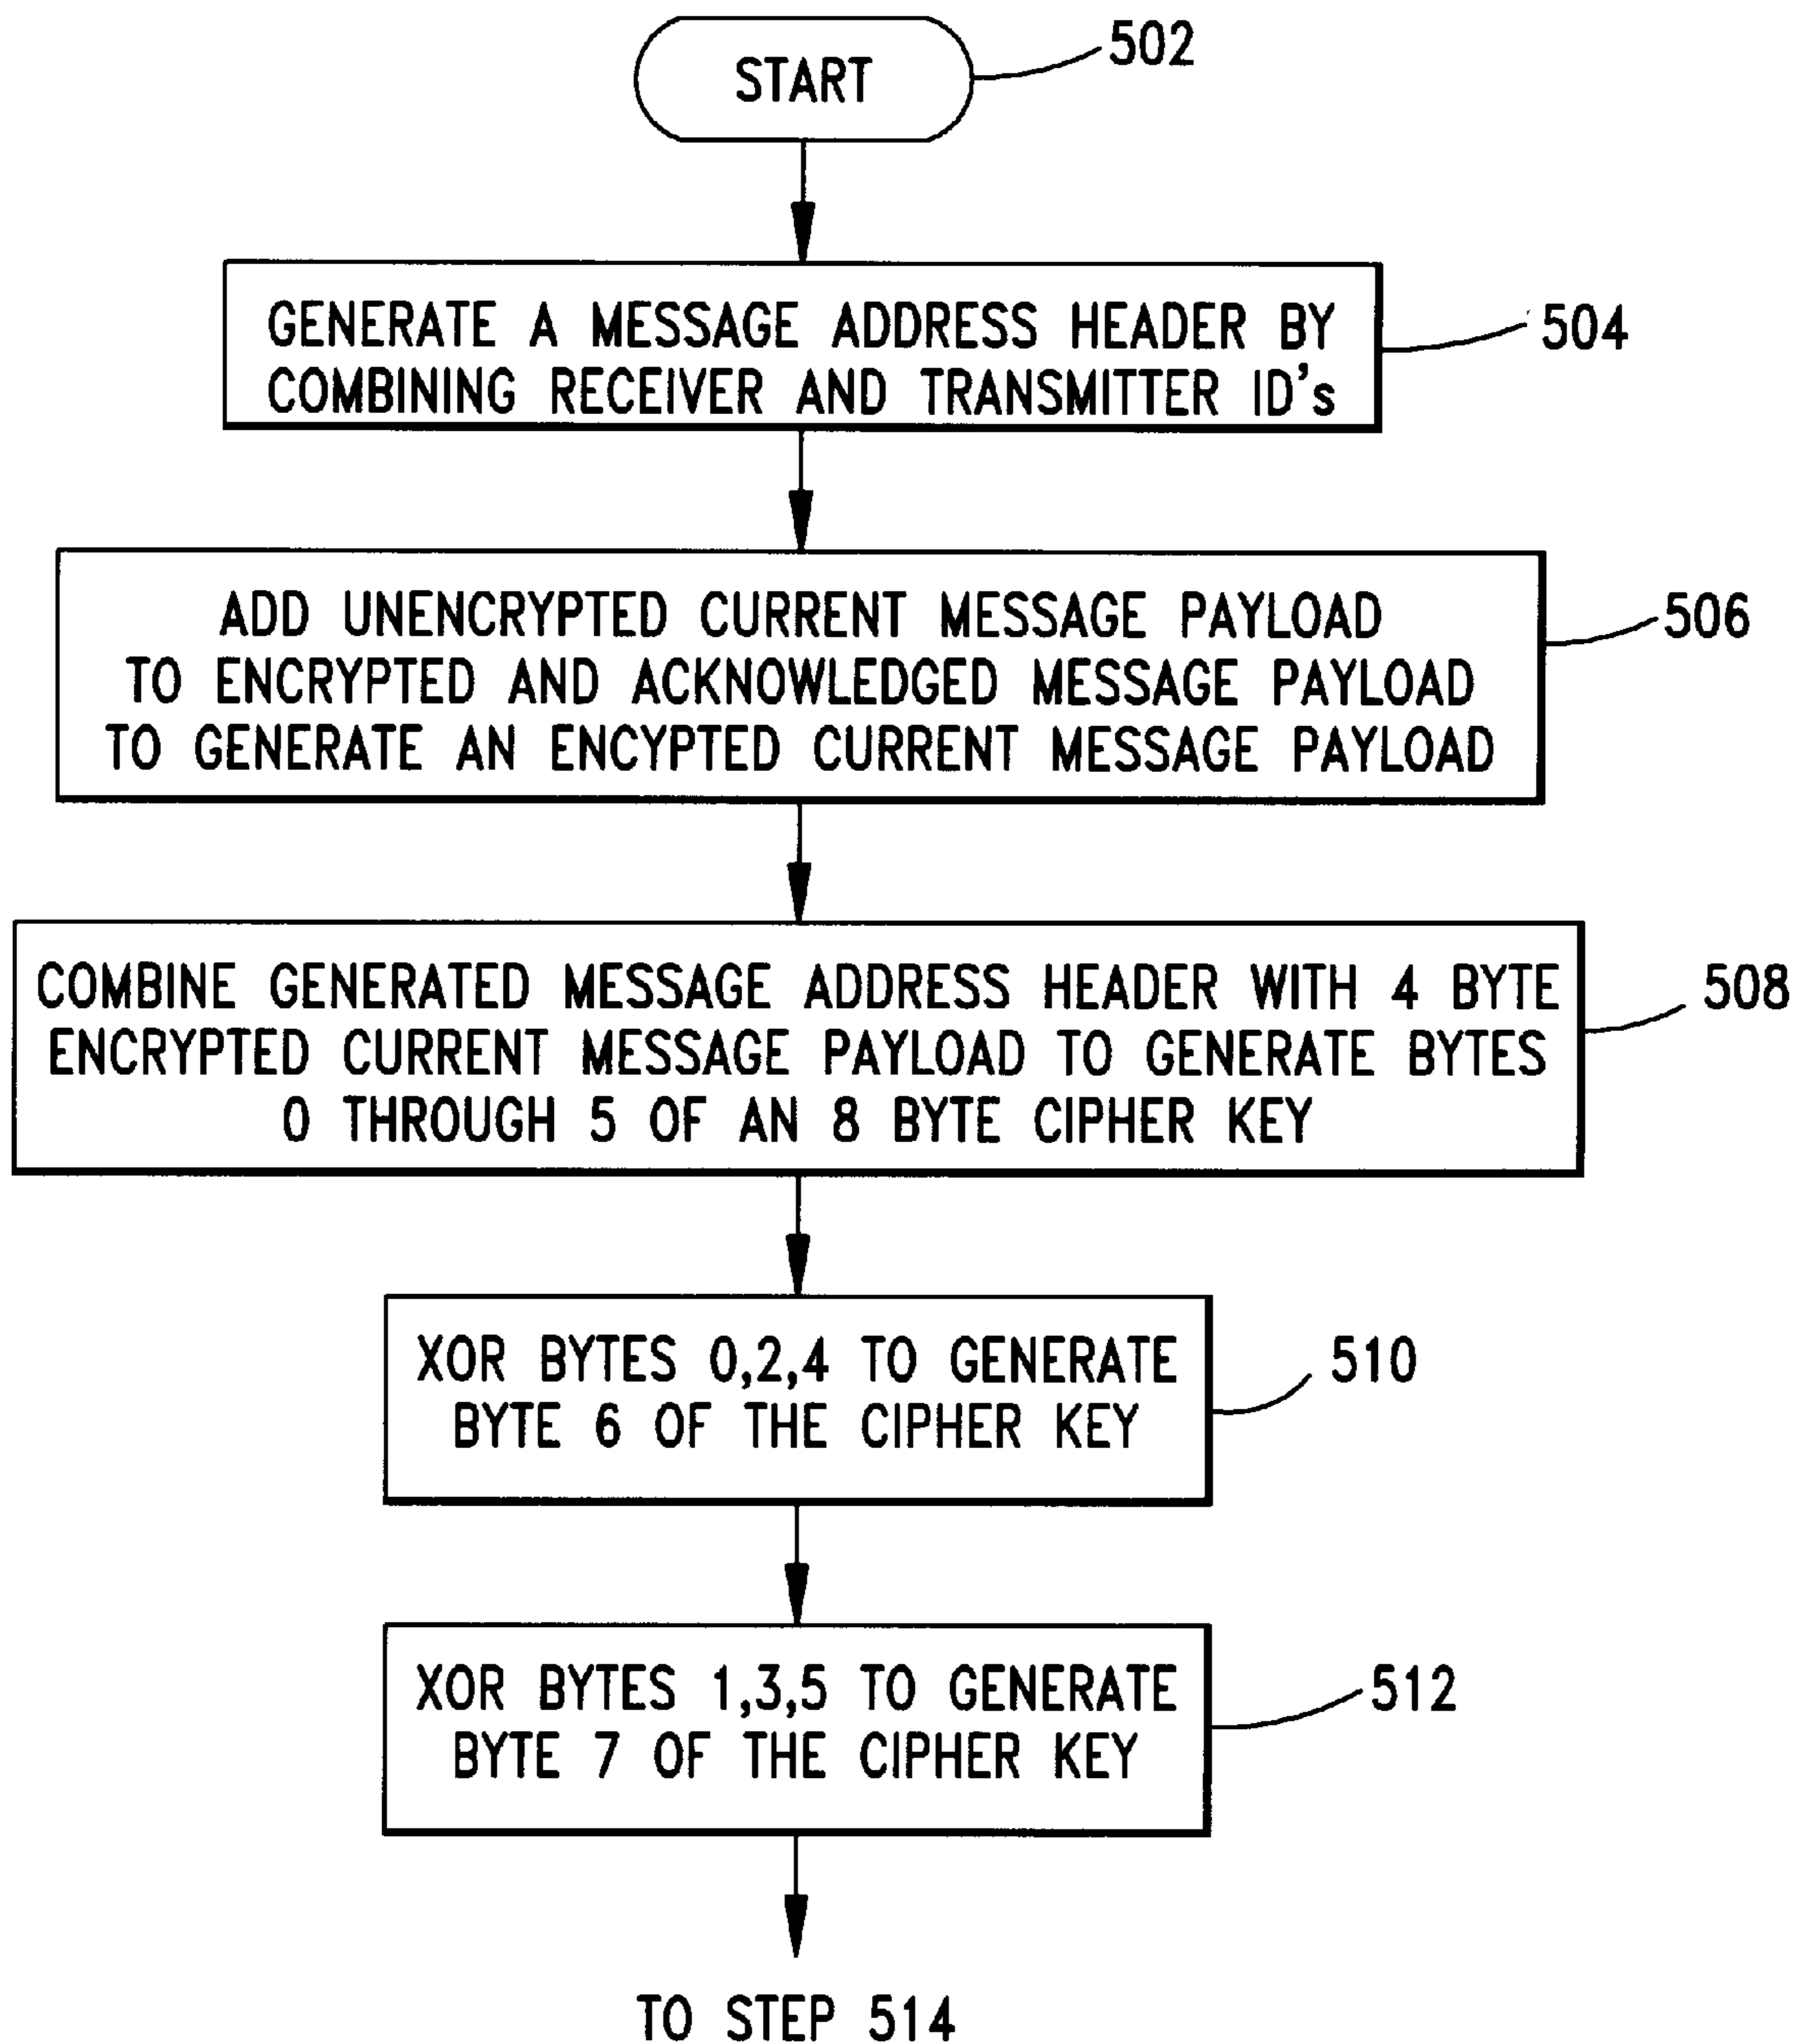 START
502
GENERATE A MESSAGE ADDRESS HEADER BY
COMBINING RECEIVER AND TRANSMITTER ID's
504
ADD UNENCRYPTED CURRENT MESSAGE PAYLOAD
TO ENCRYPTED AND ACKNOWLEDGED MESSAGE PAYLOAD
TO GENERATE AN ENCYPTED CURRENT MESSAGE PAYLOAD
506
COMBINE GENERATED MESSAGE ADDRESS HEADER WITH 4 BYTE
ENCRYPTED CURRENT MESSAGE PAYLOAD TO GENERATE BYTES
0 THROUGH 5 OF AN 8 BYTE CIPHER KEY
508
XOR BYTES 0,2,4 TO GENERATE
BYTE 6 OF THE CIPHER KEY
510
XOR BYTES 1,3,5 TO GENERATE
BYTE 7 OF THE CIPHER KEY
512
TO STEP 514